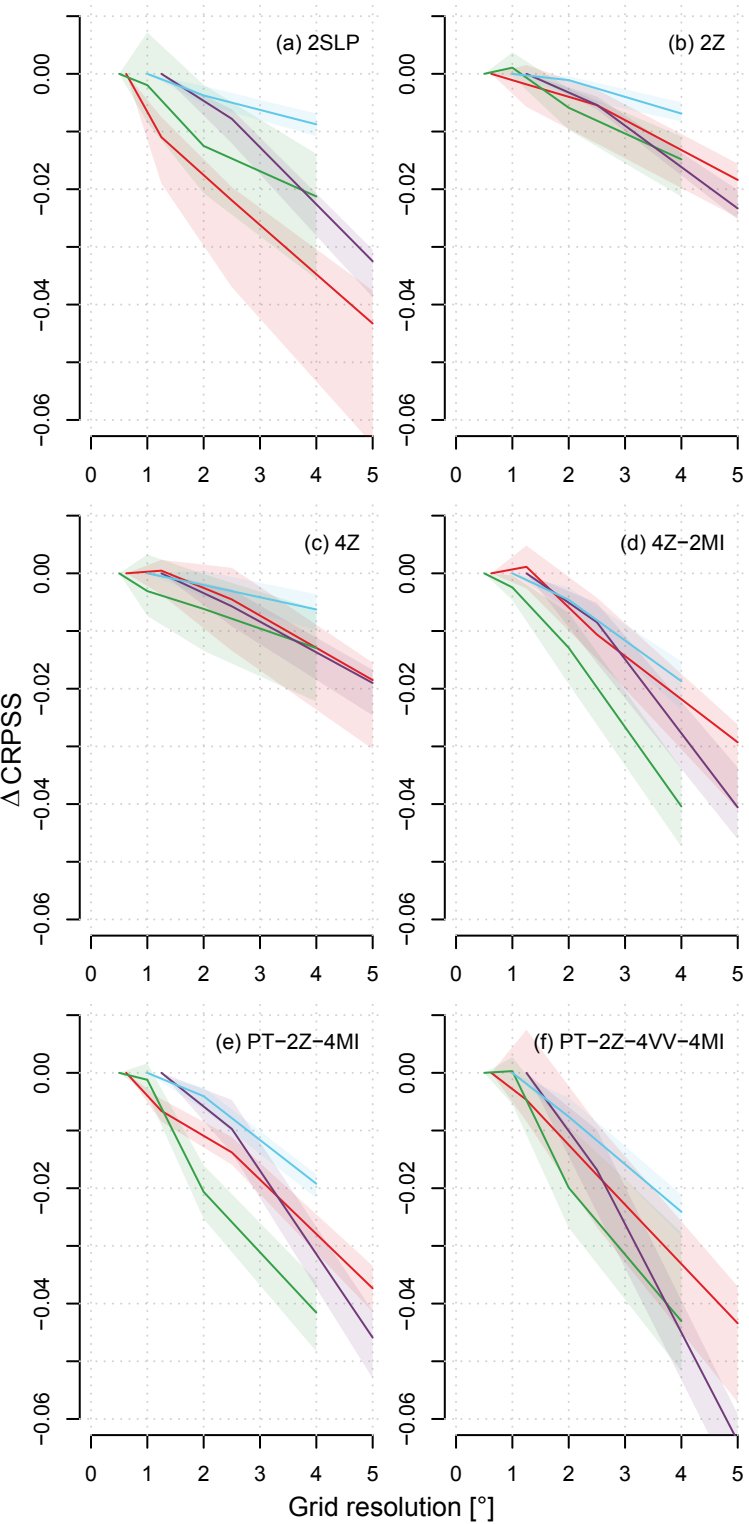 (a) 2SLP
(b) 2Z
0.00
−0.02
−0.04
−0.06
0.00
−0.02
−0.04
−0.06
0 1 2 3 4 5
0 1 2 3 4 5
(c) 4Z
(d) 4Z−2MI
0.00
−0.02
−0.04
−0.06
0.00
−0.02
−0.04
−0.06
Δ CRPSS
0 1 2 3 4 5
0 1 2 3 4 5
(e) PT−2Z−4MI
(f) PT−2Z−4VV−4MI
0.00
−0.02
−0.04
−0.06
0.00
−0.02
−0.04
−0.06
0 1 2 3 4 5
0 1 2 3 4 5
Grid resolution [°]